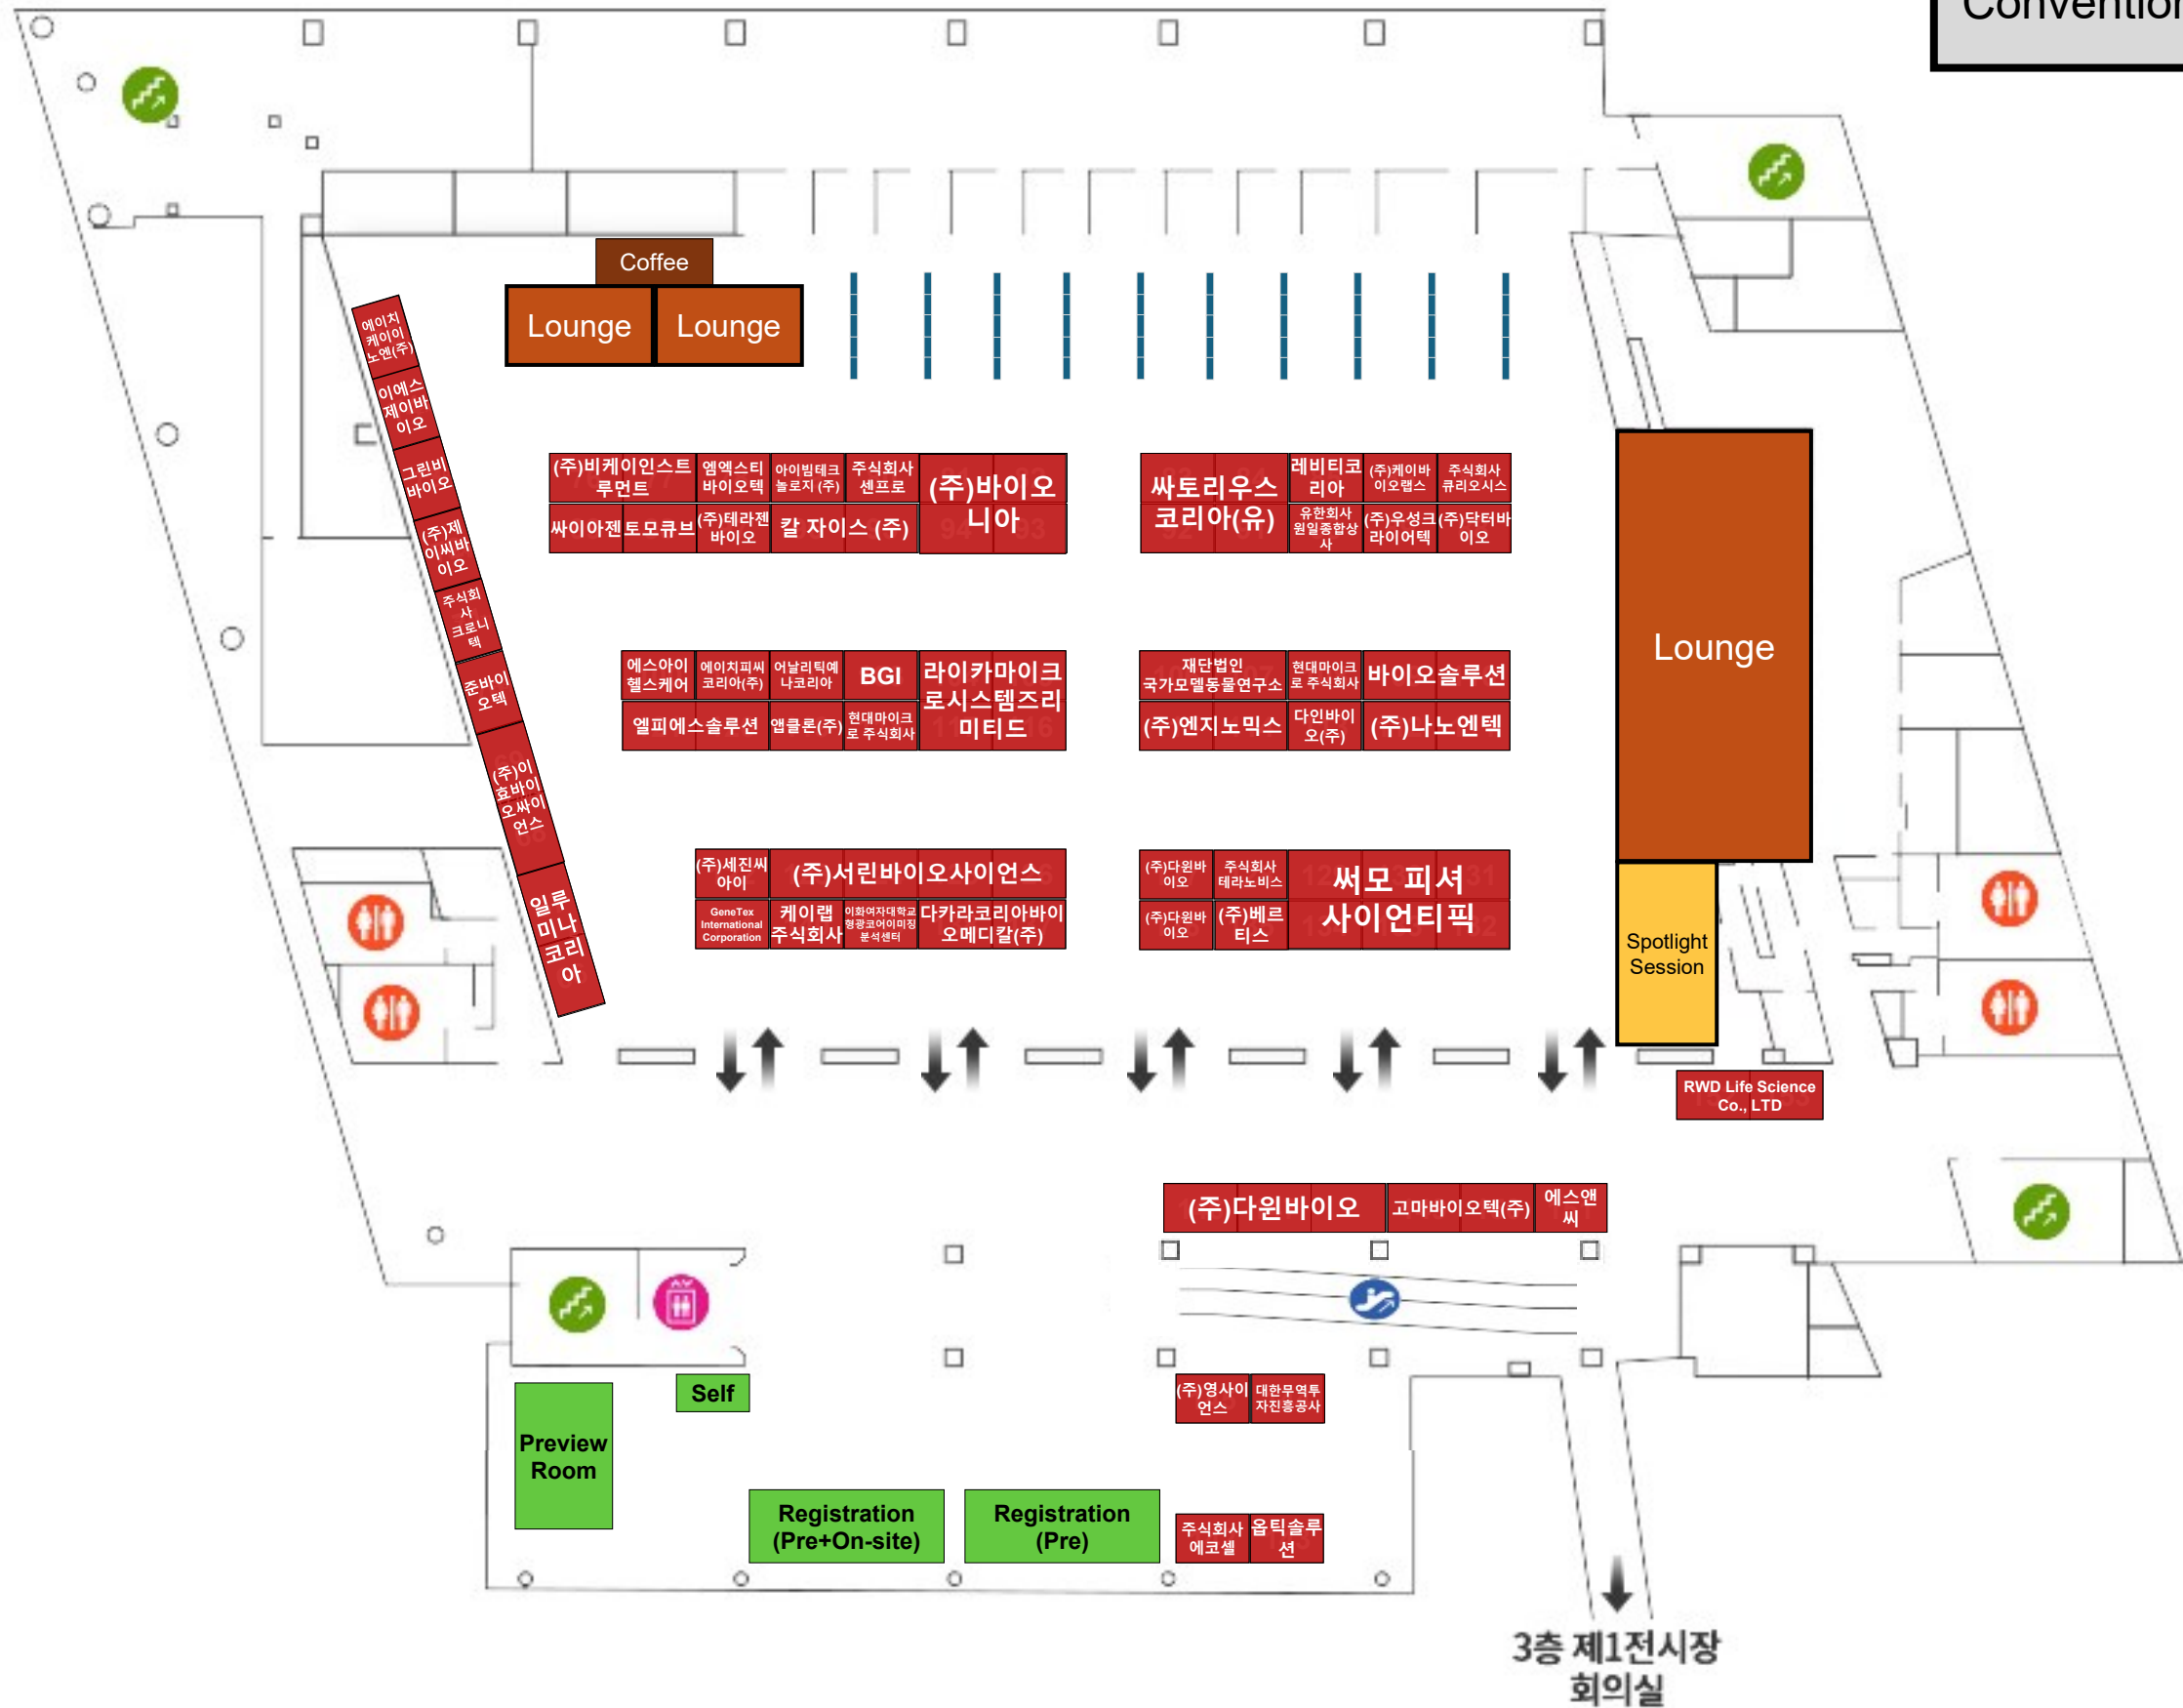 Convention
Coffee
Lounge
Lounge
에이치
케이이
노엔(주)
이에스
제이바
이오
그린비
바이오
(주)제
이씨바
이오
주식회
사
크로니
텍
준바이
오텍
(주)이
효바이
오싸이
언스
일루
미나
코리
아
(주)비케이인스트
루먼트
엠엑스티
바이오텍
아이빔테크
놀로지 (주)
주식회사
센프로
(주)바이오
니아
싸이아젠
토모큐브
(주)테라젠
바이오
칼 자이스 (주)
싸토리우스
코리아(유)
레비티코
리아
(주)케이바
이오랩스
주식회사
큐리오시스
유한회사
원일종합상
사
(주)우성크
라이어텍
(주)닥터바
이오
Lounge
에스아이
헬스케어
에이치피씨
코리아(주)
어날리틱예
나코리아
BGI
라이카마이크
로시스템즈리
미티드
엘피에스솔루션
앱클론(주)
현대마이크
로 주식회사
재단법인
국가모델동물연구소
현대마이크
로 주식회사
바이오솔루션
(주)엔지노믹스
다인바이
오(주)
(주)나노엔텍
(주)세진씨
아이
(주)서린바이오사이언스
GeneTex
International
Corporation
케이랩
주식회사
이화여자대학교
형광코어이미징
분석센터
다카라코리아바이
오메디칼(주)
(주)다윈바
이오
주식회사
테라노비스
써모 피셔
사이언티픽
(주)다윈바
이오
(주)베르
티스
Spotlight
Session
RWD Life Science
Co., LTD
(주)다윈바이오
고마바이오텍(주)
에스앤
씨
Self
Preview
Room
(주)영사이
언스
대한무역투
자진흥공사
Registration
(Pre+On-site)
Registration
(Pre)
주식회사
에코셀
옵틱솔루
션
3층 제1전시장
회의실